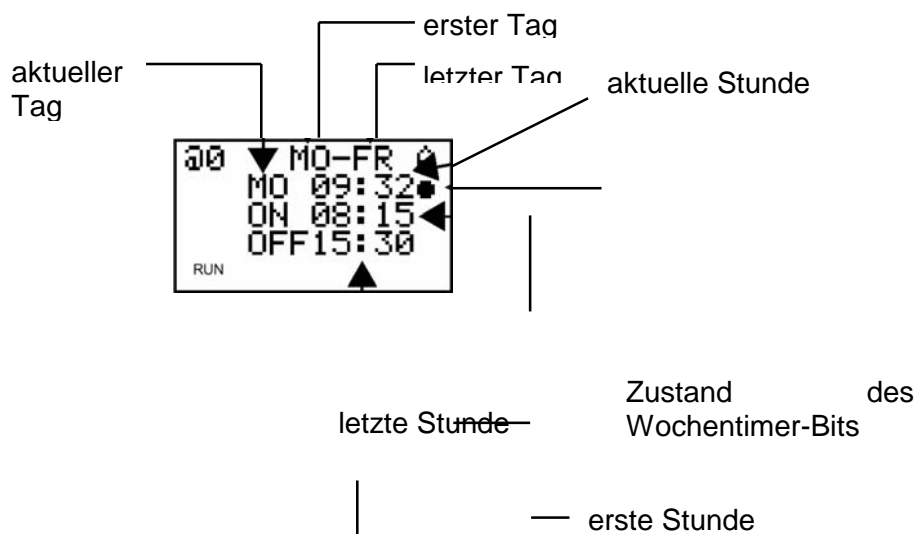 erster Tag
aktueller
Tag
letzter Tag
aktuelle Stunde
@0 MO-FR
MO 09:32
ON 08:15
OFF15:30
RUN
Zustand des
Wochentimer-Bits
letzte Stunde
erste Stunde